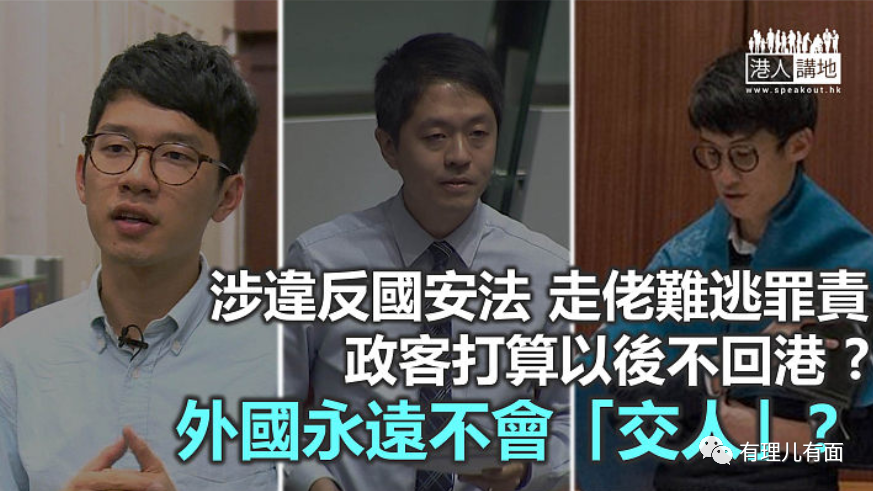 港人講地
www.speakout.hk
涉違反國安法 走佬難逃罪責
政客打算以後不回港？
外國永遠不會「交人」？
有理儿有面